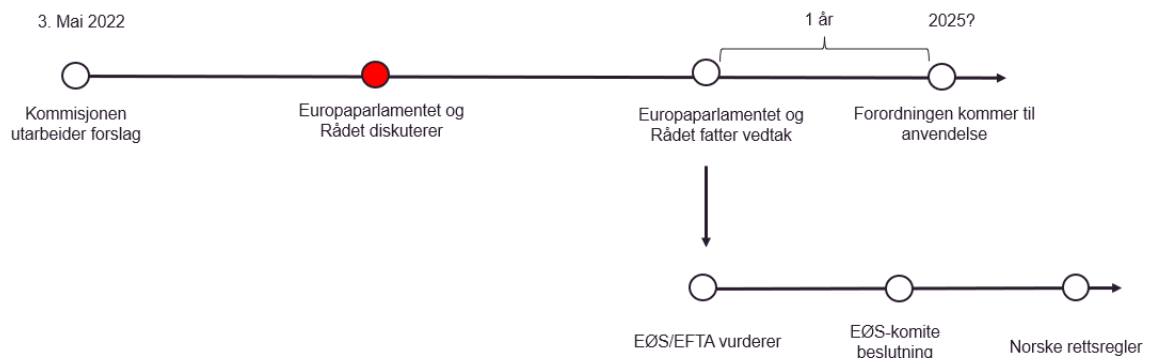 3. Mai 2022
1 år
2025?
Kommisjonen
utarbeider forslag
Europaparlamentet og
Rådet diskuterer
Europaparlamentet og
Rådet fatter vedtak
Forordningen kommer til
anvendelse
EØS/EFTA vurderer
EØS-komite
beslutning
Norske rettsregler